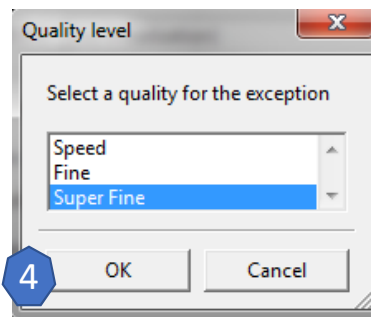 Quality level
Select a quality for the exception
Speed
Fine
Super Fine
4
OK Cancel